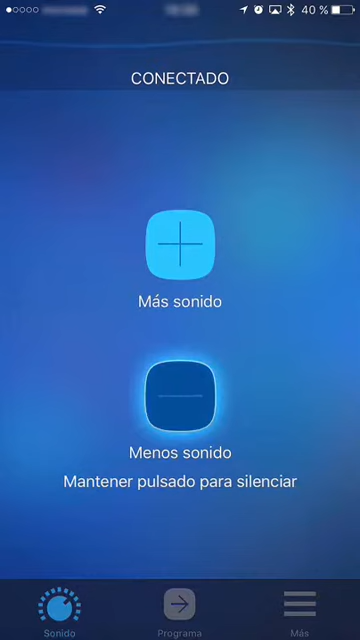 40 %
CONECTADO
Más sonido
Menos sonido
Mantener pulsado para silenciar
Sonido
Programa
Más